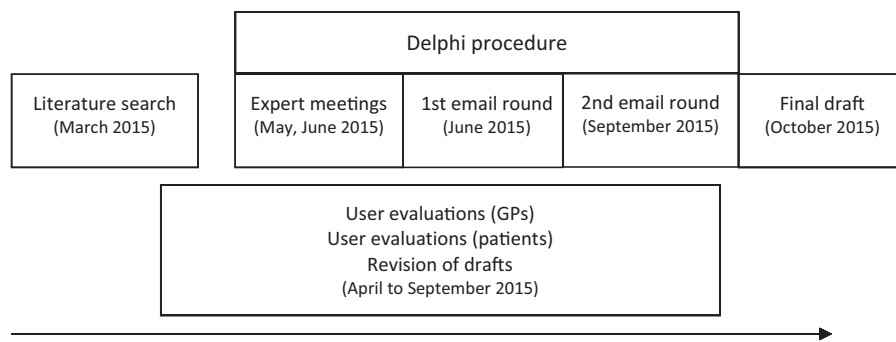 Delphi procedure
Literature search
(March 2015)
Expert meetings
(May, June 2015)
1st email round
(June 2015)
2nd email round
(September 2015)
Final draft
(October 2015)
User evaluations (GPs)
User evaluations (patients)
Revision of drafts
(April to September 2015)